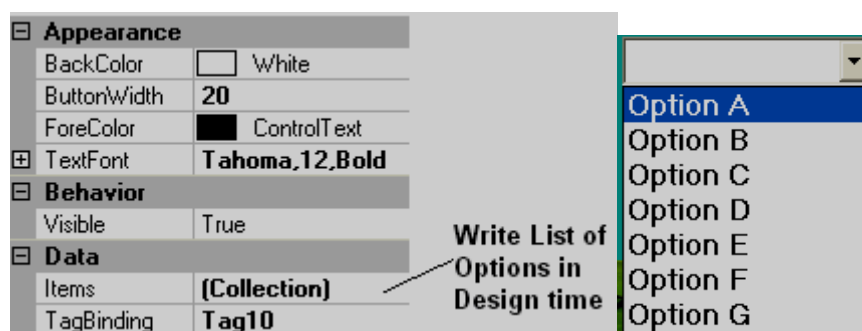 Appearance
BackColor White
ButtonWidth 20
ForeColor ControlText
TextFont Tahoma,12,Bold
Behavior
Visible True
Data
Items (Collection)
TagBinding Tag10
Write List of
Options in
Design time
Option A
Option B
Option C
Option D
Option E
Option F
Option G